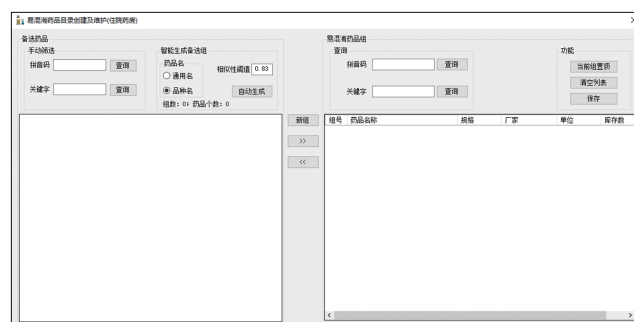 易混淆药品目录创建及维护(住院药房)
备选药品
手动筛选
拼音码 查询
关键字 查询
智能生成备选组
药品名
通用名
品种名
相似性阈值 0.83
自动生成
组数: 0; 药品个数: 0
新组
>>
<<
易混淆药品组
查询
拼音码 查询
关键字 查询
功能
当前组置顶
清空列表
保存
组号 药品名称 规格 厂家 单位 库存数